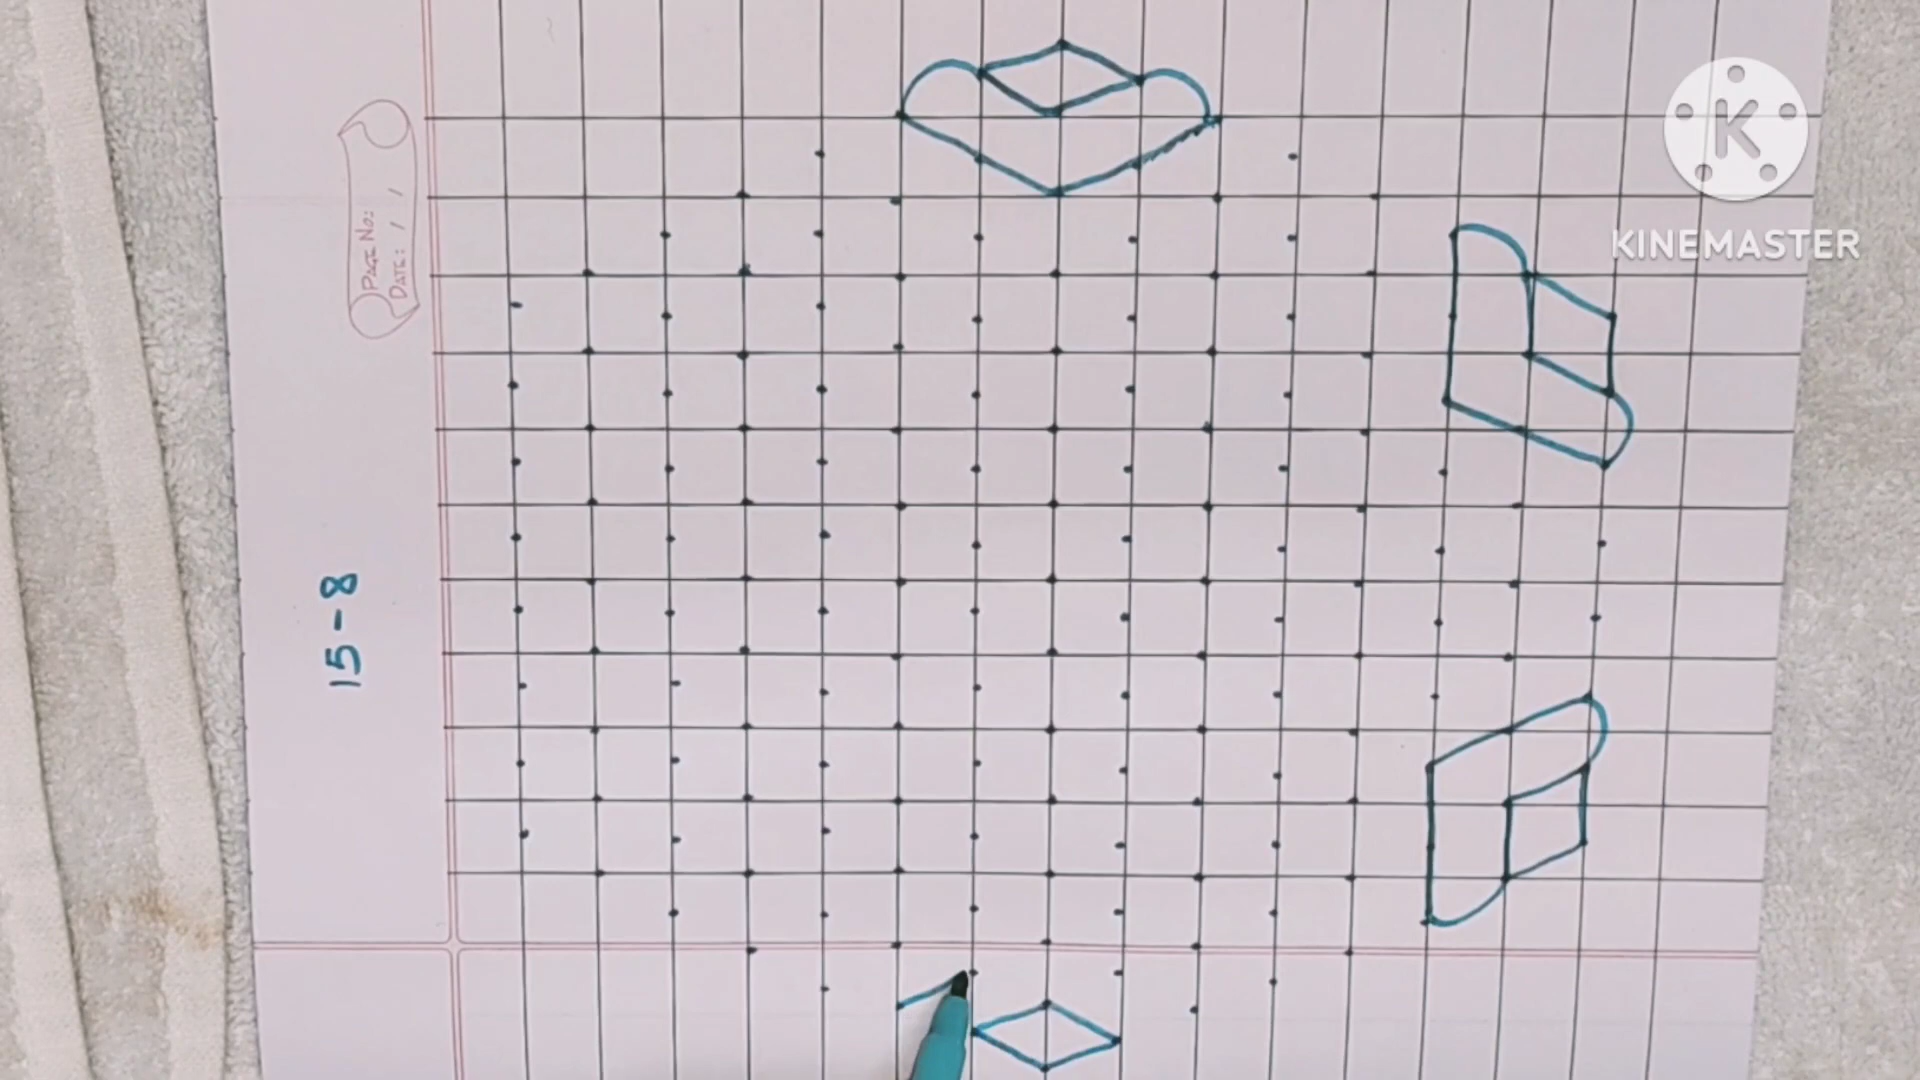 PAGE No:
DATE: / /
15-8
K
KINEMASTER